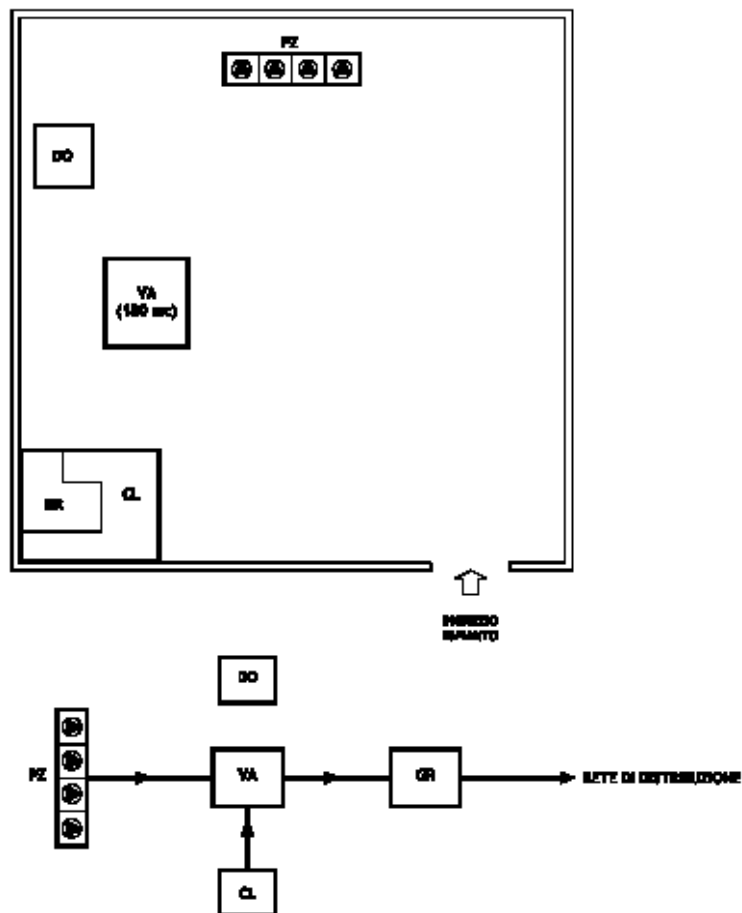 PZ
DO
VA
(150 mc)
CL
INGRESSO
IMPIANTO
DO
PZ
VA
GR
RETE DI DISTRIBUZIONE
CL